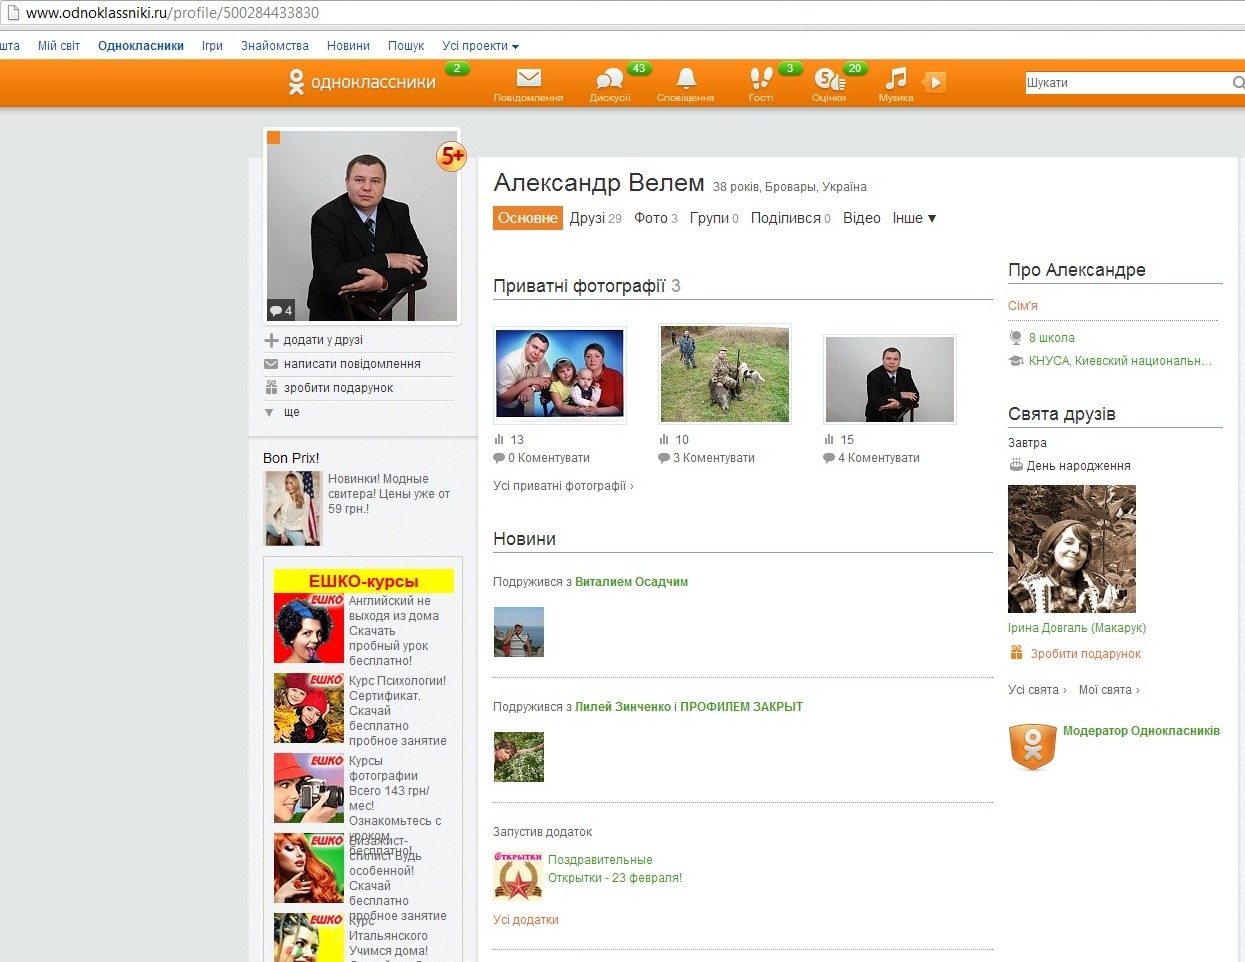 www.odnoklassniki.ru/profile/500284433830
шта Мій світ Однокласники Ігри Знайомства Новини Пошук Усі проекти
одноклассники 2
43 3 5 20
Повідомлення Дискусії Сповіщення Гості Оцінки Музика
Шукати
5+
4
додати у друзі
написати повідомлення
зробити подарунок
ще
Bon Prix!
Новинки! Модные
свитера! Цены уже от
59 грн.!
ЕШКО-курсы
ЕШКО
Английский не
выходя из дома
Скачать
пробный урок
бесплатно!
ЕШКО
Курс Психологии!
Сертификат.
Скачай
бесплатно
пробное занятие
ЕШКО
Курсы
фотографии
Всего 143 грн/
мес!
Ознакомьтесь с
уроком
бесплатно!
ЕШКО
Визажист-
стилист Будь
особенной!
Скачай
бесплатно
пробное занятие
ЕШКО
Курс
Итальянского
Учимся дома!
Александр Велем 38 років, Бровары, Україна
Основне Друзі 29 Фото 3 Групи 0 Поділився 0 Відео Інше
Приватні фотографії 3
13
0 Коментувати
10
3 Коментувати
15
4 Коментувати
Усі приватні фотографії ›
Новини
Подружився з Виталием Осадчим
Подружився з Лилей Зинченко і ПРОФИЛЕМ ЗАКРЫТ
Запустив додаток
ОТКРЫТКИ
Поздравительные
Открытки - 23 февраля!
Усі додатки
Про Александре
Сім'я
8 школа
КНУСА, Киевский национальн...
Свята друзів
Завтра
День народження
Ірина Довгаль (Макарук)
Зробити подарунок
Усі свята › Мої свята ›
Модератор Однокласників